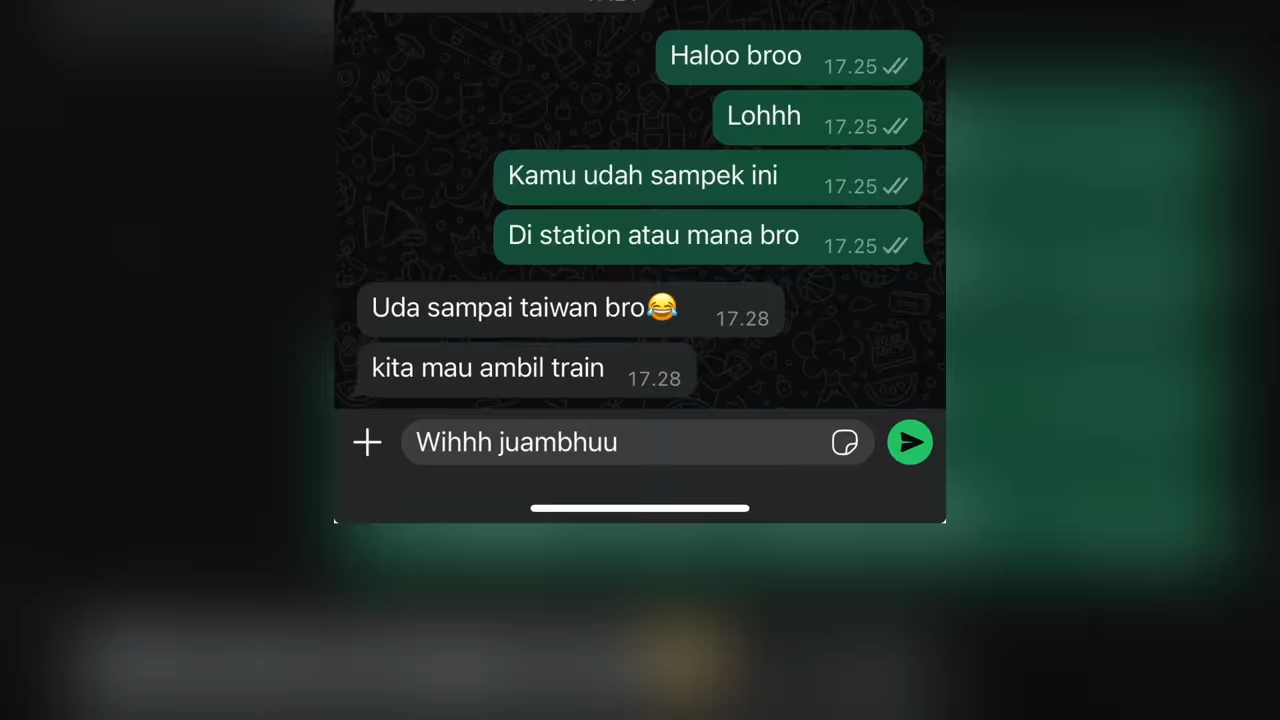 Haloo broo 17.25
Lohhh 17.25
Kamu udah sampek ini 17.25
Di station atau mana bro 17.25
Uda sampai taiwan bro😂 17.28
kita mau ambil train 17.28
Wihhh juambhuu